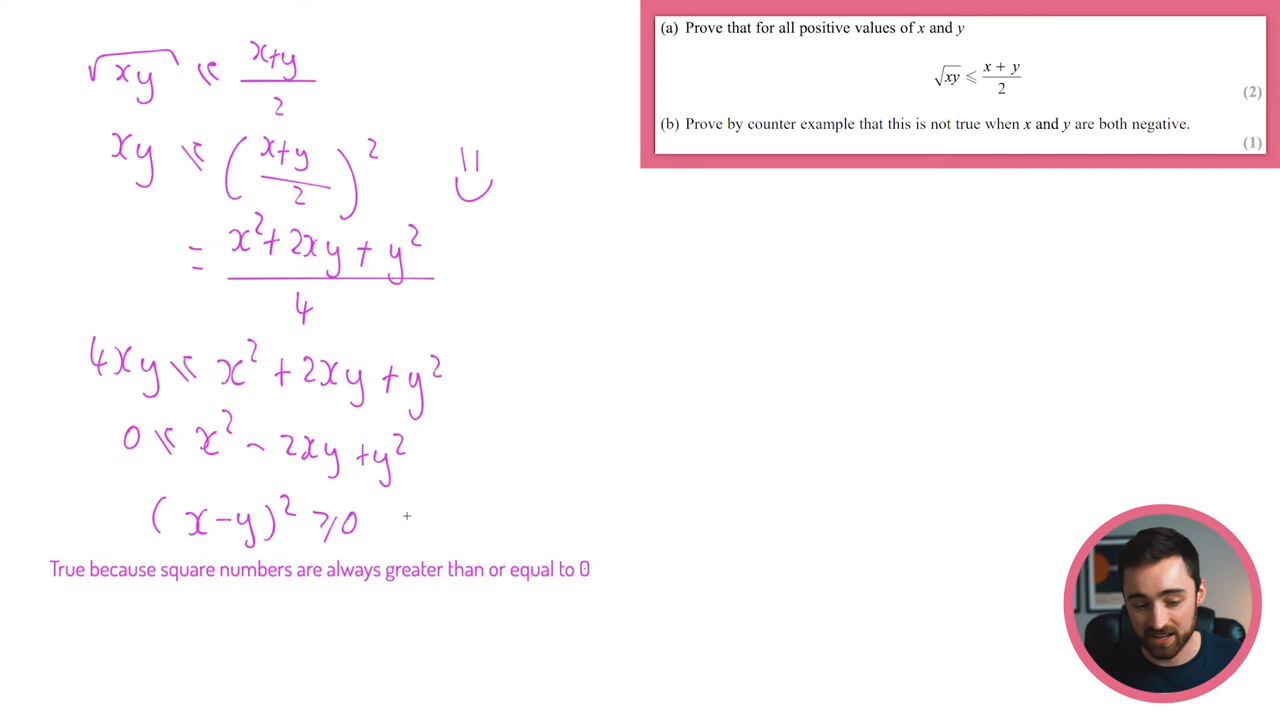 √xy ⩽ x+y/2
xy ⩽ (x+y/2)²
= x²+2xy+y²/4
4xy ⩽ x²+2xy+y²
0 ⩽ x²-2xy+y²
(x-y)² ⩾0
True because square numbers are always greater than or equal to 0
(a) Prove that for all positive values of x and y
√xy ⩽ x + y/2
(2)
(b) Prove by counter example that this is not true when x and y are both negative.
(1)